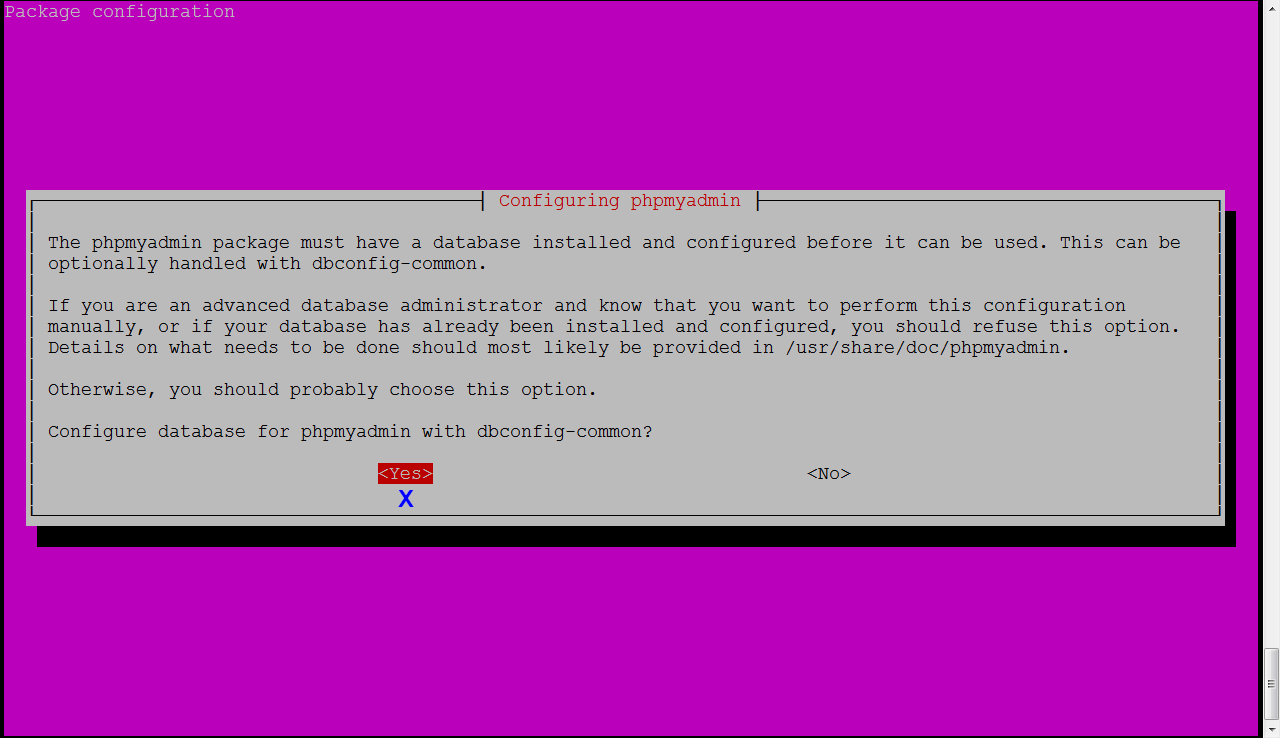 Package configuration
Configuring phpmyadmin
The phpmyadmin package must have a database installed and configured before it can be used. This can be
optionally handled with dbconfig-common.
If you are an advanced database administrator and know that you want to perform this configuration
manually, or if your database has already been installed and configured, you should refuse this option.
Details on what needs to be done should most likely be provided in /usr/share/doc/phpmyadmin.
Otherwise, you should probably choose this option.
Configure database for phpmyadmin with dbconfig-common?
<Yes> <No>
X